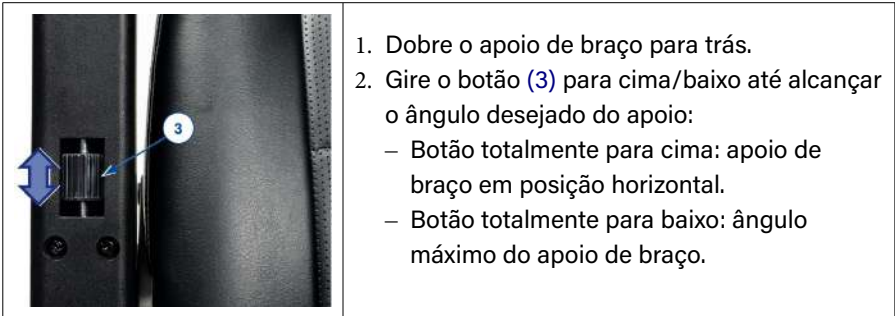 3
1. Dobre o apoio de braço para trás.
2. Gire o botão (3) para cima/baixo até alcançar
o ângulo desejado do apoio:
– Botão totalmente para cima: apoio de
braço em posição horizontal.
– Botão totalmente para baixo: ângulo
máximo do apoio de braço.